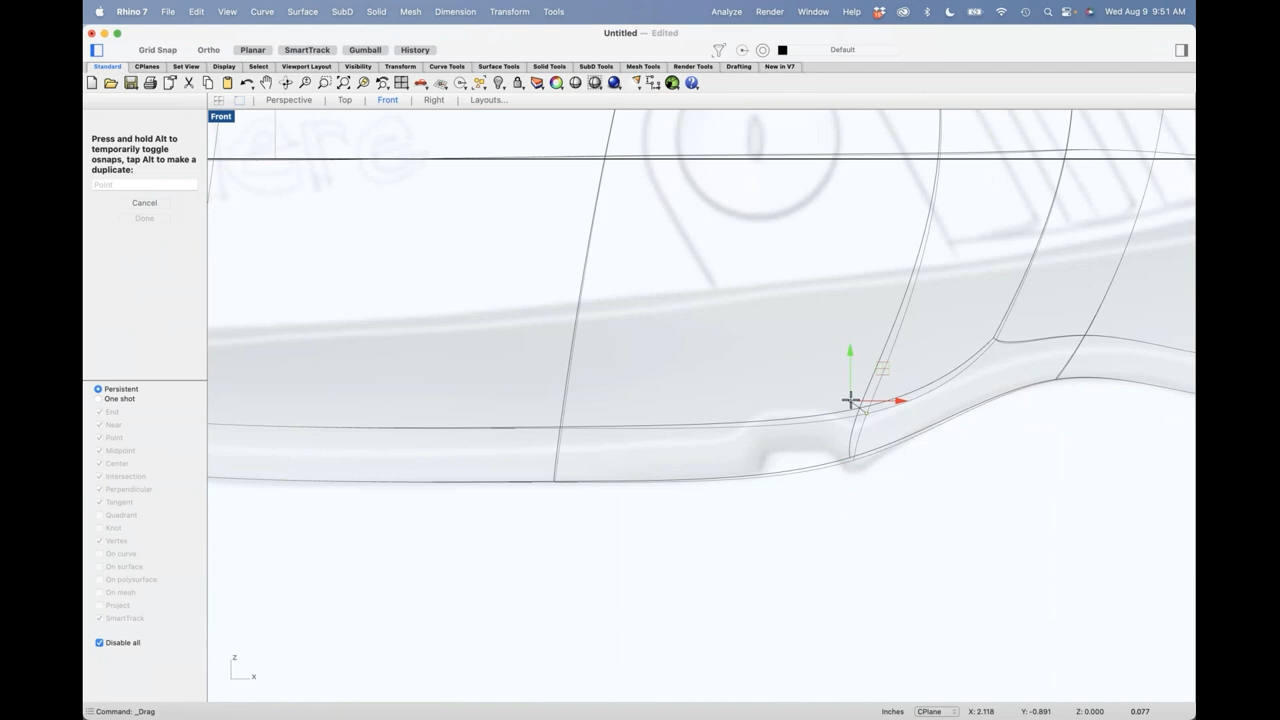 Rhino 7 File Edit View Curve Surface SubD Solid Mesh Dimension Transform Tools Analyze Render Window Help Wed Aug 9 9:51 AM
Untitled — Edited
Grid Snap Ortho Planar SmartTrack Gumball History Default
Standard CPlanes Set View Display Select Viewport Layout Visibility Transform Curve Tools Surface Tools Solid Tools SubD Tools Mesh Tools Render Tools Drafting New in V7
Perspective Top Front Right Layouts...
Front
Press and hold Alt to
temporarily toggle
osnaps, tap Alt to make a
duplicate:
Point
Cancel
Done
Persistent
One shot
End
Near
Point
Midpoint
Center
Intersection
Perpendicular
Tangent
Quadrant
Knot
Vertex
On curve
On surface
On polysurface
On mesh
Project
SmartTrack
Disable all
z
x
Command: _Drag Inches CPlane X: 2.118 Y: -0.891 Z: 0.000 0.077